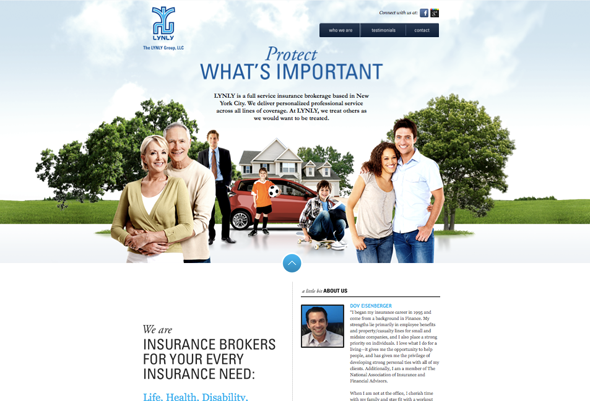 Connect with us at:
who we are
testimonials
contact
LYNLY
The LYNLY Group, LLC
Protect
WHAT'S IMPORTANT
LYNLY is a full service insurance brokerage based in New
York City. We deliver personalized professional service
across all lines of coverage. At LYNLY, we treat others as
we would want to be treated.
We are
INSURANCE BROKERS
FOR YOUR EVERY
INSURANCE NEED:
Life, Health, Disability,
a little bit ABOUT US
DOV EISENBERGER
"I began my insurance career in 1995 and
come from a background in Finance. My
strengths lie primarily in employee benefits
and property/casualty lines for small and
midsize companies, and I also place a strong
priority on individuals. I love what I do for a
living—it gives me the opportunity to help
people, and has given me the privilege of
developing strong personal ties with all of my
clients. Additionally, I am a member of The
National Association of Insurance and
Financial Advisors.
When I am not at the office, I cherish time
with my family and stay fit with a workout